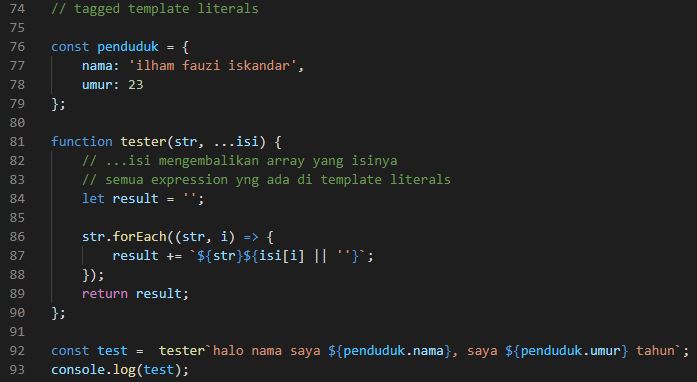 74 // tagged template literals
75
76 const penduduk = {
77     nama: 'ilham fauzi iskandar',
78     umur: 23
79 };
80
81 function tester(str, ...isi) {
82     // ...isi mengembalikan array yang isinya
83     // semua expression yng ada di template literals
84     let result = '';
85
86     str.forEach((str, i) => {
87         result += `${str}${isi[i] || ''}`;
88     });
89     return result;
90 };
91
92 const test =  tester`halo nama saya ${penduduk.nama}, saya ${penduduk.umur} tahun`;
93 console.log(test);